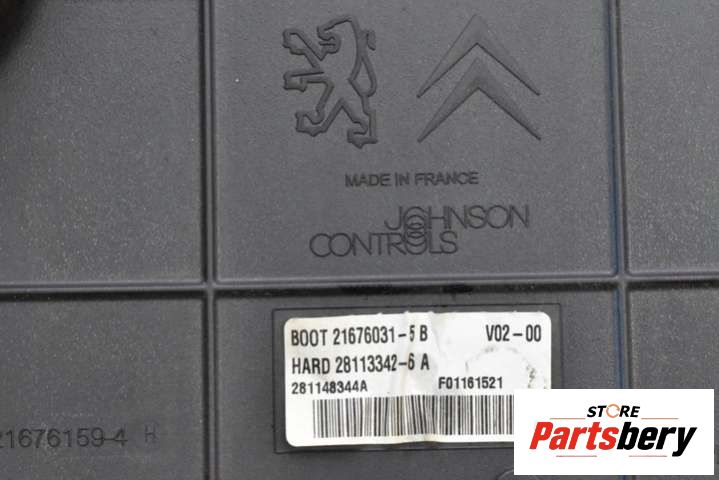 MADE IN FRANCE
JOHNSON
CONTROLS
BOOT 21676031-5 B V02-00
HARD 28113342-6 A
281148344A F01161521
21676159-4 H
STORE
Partsbery